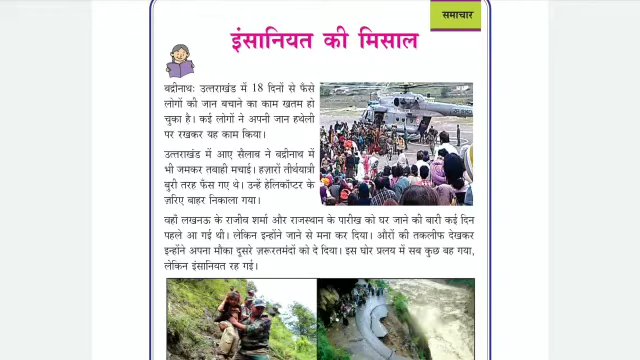 समाचार
इंसानियत की मिसाल
बद्रीनाथः उत्तराखंड में 18 दिनों से फँसे
लोगों की जान बचाने का काम खतम हो
चुका है। कई लोगों ने अपनी जान हथेली
पर रखकर यह काम किया।
उत्तराखंड में आए सैलाब ने बद्रीनाथ में
भी जमकर तबाही मचाई। हज़ारों तीर्थयात्री
बुरी तरह फँस गए थे। उन्हें हेलिकॉप्टर के
ज़रिए बाहर निकाला गया।
वहाँ लखनऊ के राजीव शर्मा और राजस्थान के पारीख को घर जाने की बारी कई दिन
पहले आ गई थी। लेकिन इन्होंने जाने से मना कर दिया। औरों की तकलीफ देखकर
इन्होंने अपना मौका दूसरे ज़रूरतमंदों को दे दिया। इस घोर प्रलय में सब कुछ बह गया,
लेकिन इंसानियत रह गई।